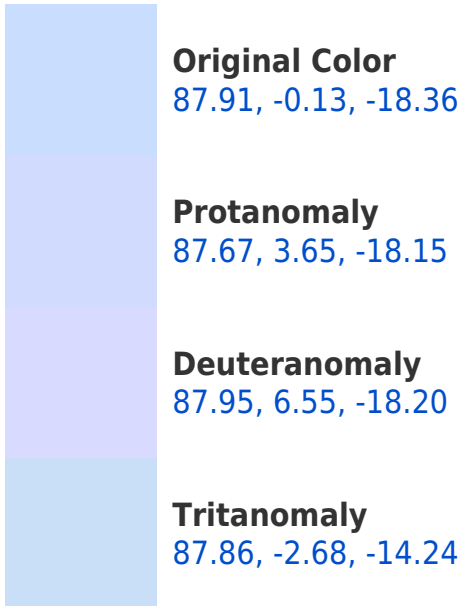 Original Color
87.91, -0.13, -18.36
Protanomaly
87.67, 3.65, -18.15
Deuteranomaly
87.95, 6.55, -18.20
Tritanomaly
87.86, -2.68, -14.24